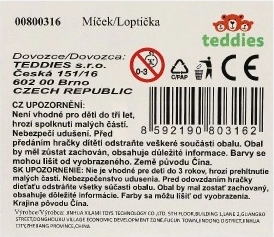 00800316 Míček/Loptička
teddies
Dovozce/Dovozca:
TEDDIES s.r.o.
Česká 151/16
602 00 Brno
CZECH REPUBLIC
0-3
C/PAP
CE
8 592190 803162
CZ UPOZORNĚNÍ:
Není vhodné pro děti do tří let,
hrozí spolknutí malých částí.
Nebezpečí udušení. Před
předáním hračky dítěti odstraňte veškeré součásti obalu. Obal
by měl zůstat zachován, obsahuje důležité informace. Barvy se
mohou lišit od vyobrazeného. Země původu Čína.
SK UPOZORNENIE: Nie je vhodné pre deti do 3 rokov, hrozí prehltnutie
malých častí. Nebezpečenstvo udusenia. Pred odovzdaním hračky
dieťaťu odstráňte všetky súčasti obalu. Obal by mal zostať zachovaný,
obsahuje dôležité informácie. Farby sa môžu líšiť od vyobrazeného.
Krajina pôvodu Čína.
Výrobce/Výrobca: